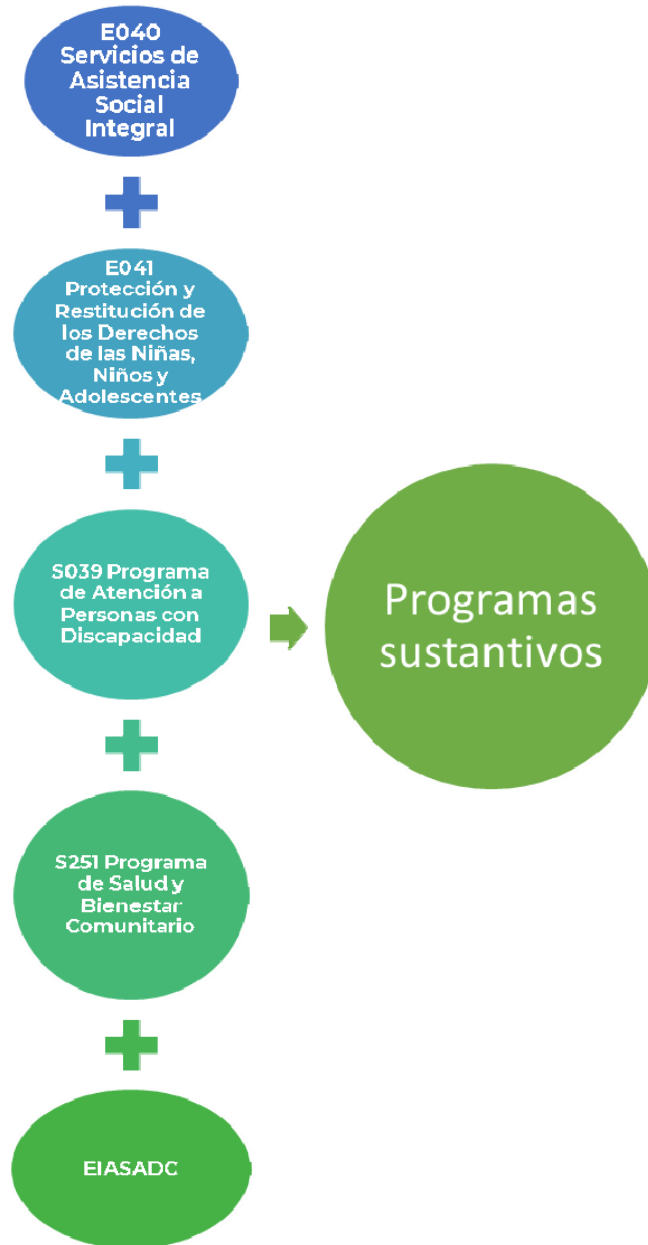 E040
Servicios de
Asistencia
Social
Integral
E041
Protección y
Restitución de
los Derechos
de las Niñas,
Niños y
Adolescentes
S039 Programa
de Atención a
Personas con
Discapacidad
Programas
sustantivos
S251 Programa
de Salud y
Bienestar
Comunitario
EIASADC